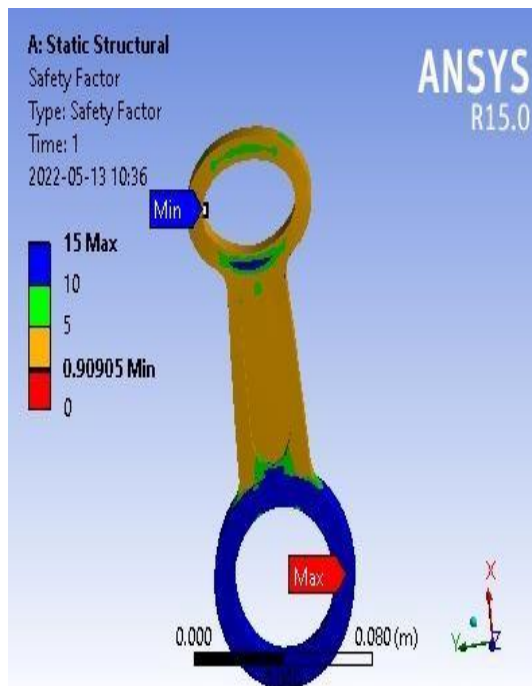 A: Static Structural
Safety Factor
Type: Safety Factor
Time: 1
2022-05-13 10:36
ANSYS
R15.0
Min
15 Max
10
5
0.90905 Min
0
Max
0.000
0.080 (m)
X
Y
Z